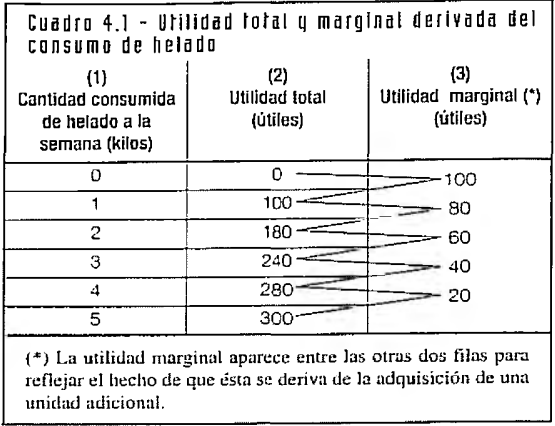 Cuadro 4.1 - Utilidad total y marginal derivada del
consumo de helado
(1)
Cantidad consumida
de helado a la
semana (kilos)
(2)
Utilidad total
(útiles)
(3)
Utilidad marginal (*)
(útiles)
0 0
100
1 100
80
2 180
60
3 240
40
4 280
20
5 300
(*) La utilidad marginal aparece entre las otras dos filas para
reflejar el hecho de que ésta se deriva de la adquisición de una
unidad adicional.